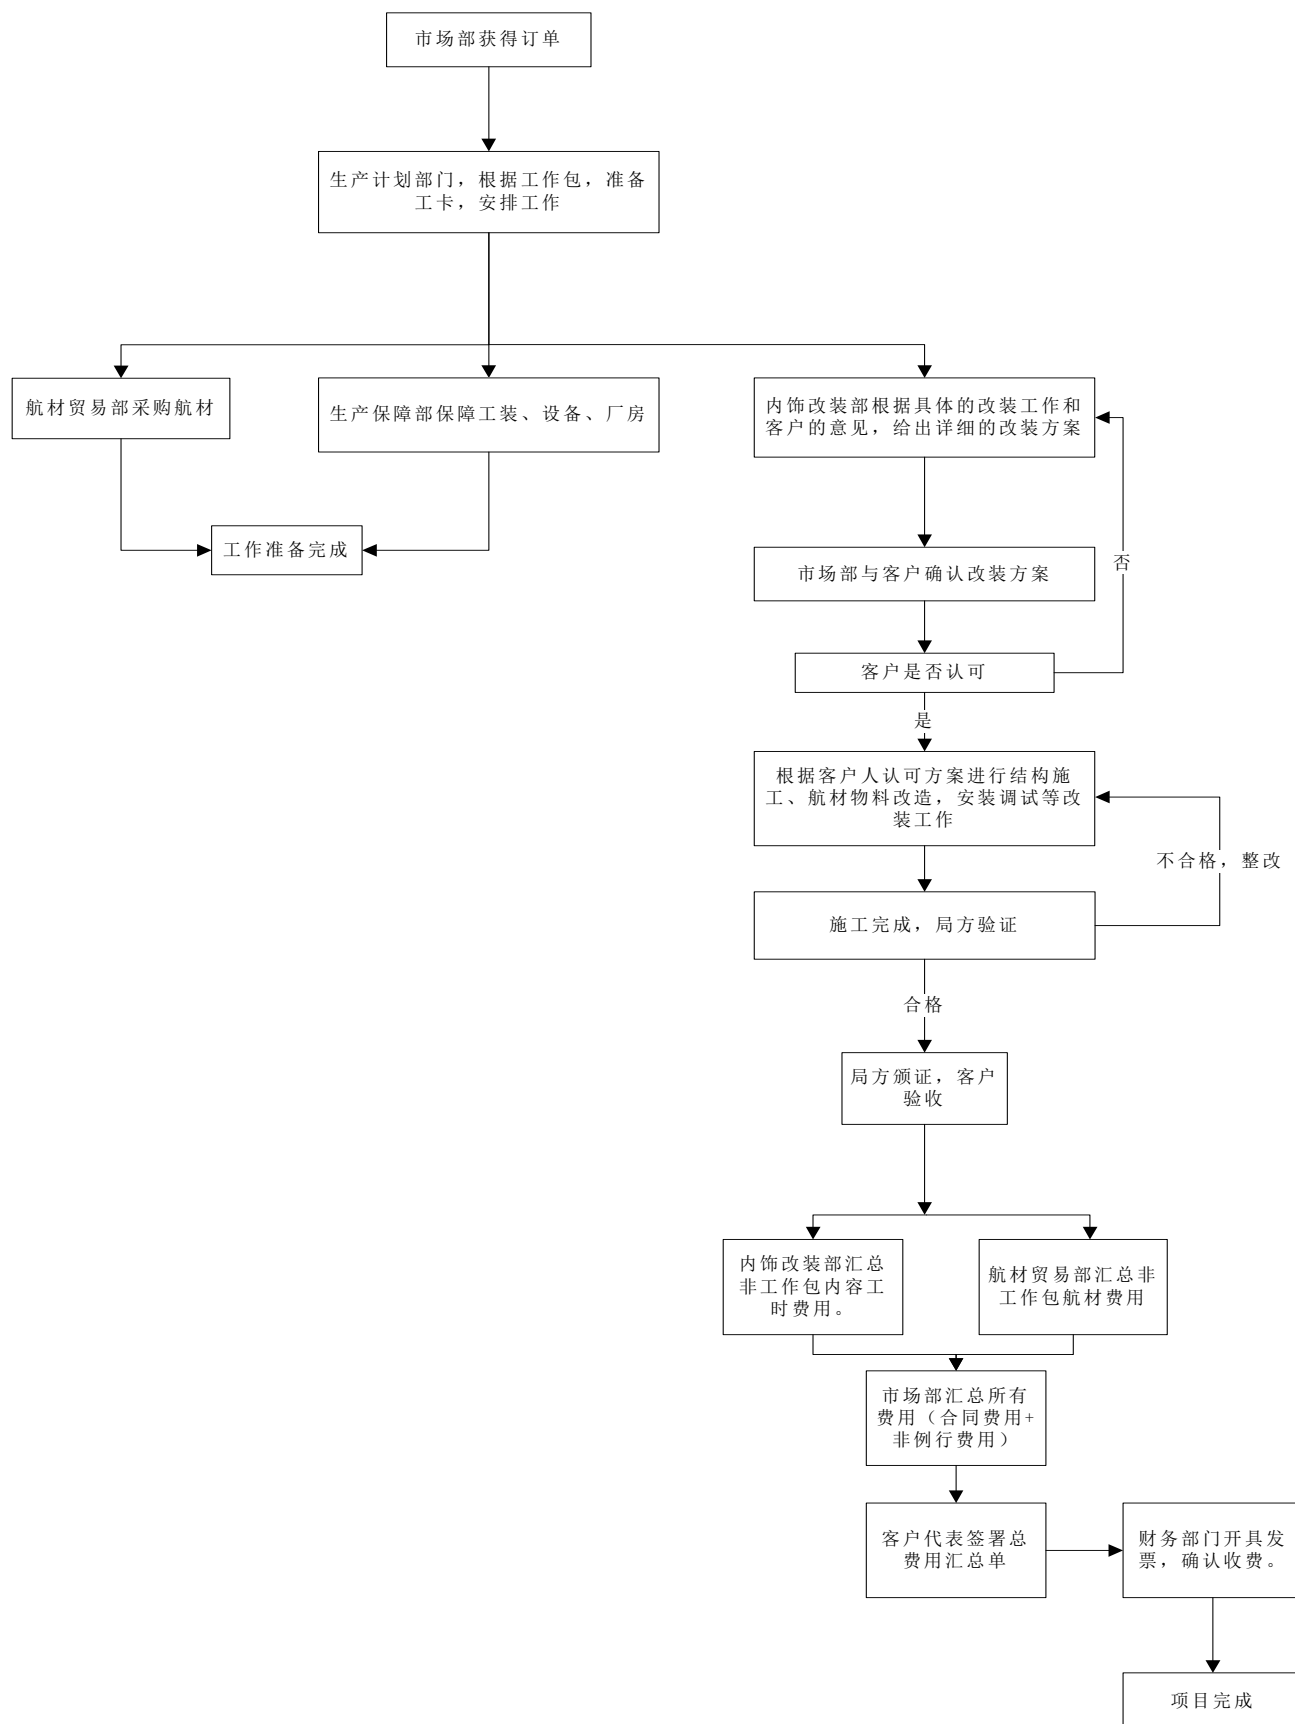 市场部获得订单
生产计划部门，根据工作包，准备
工卡，安排工作
航材贸易部采购航材
生产保障部保障工装、设备、厂房
内饰改装部根据具体的改装工作和
客户的意见，给出详细的改装方案
工作准备完成
市场部与客户确认改装方案
否
客户是否认可
是
根据客户人认可方案进行结构施
工、航材物料改造，安装调试等改
装工作
不合格，整改
施工完成，局方验证
合格
局方颁证，客户
验收
内饰改装部汇总
非工作包内容工
时费用。
航材贸易部汇总非
工作包航材费用
市场部汇总所有
费用（合同费用+
非例行费用）
客户代表签署总
费用汇总单
财务部门开具发
票，确认收费。
项目完成